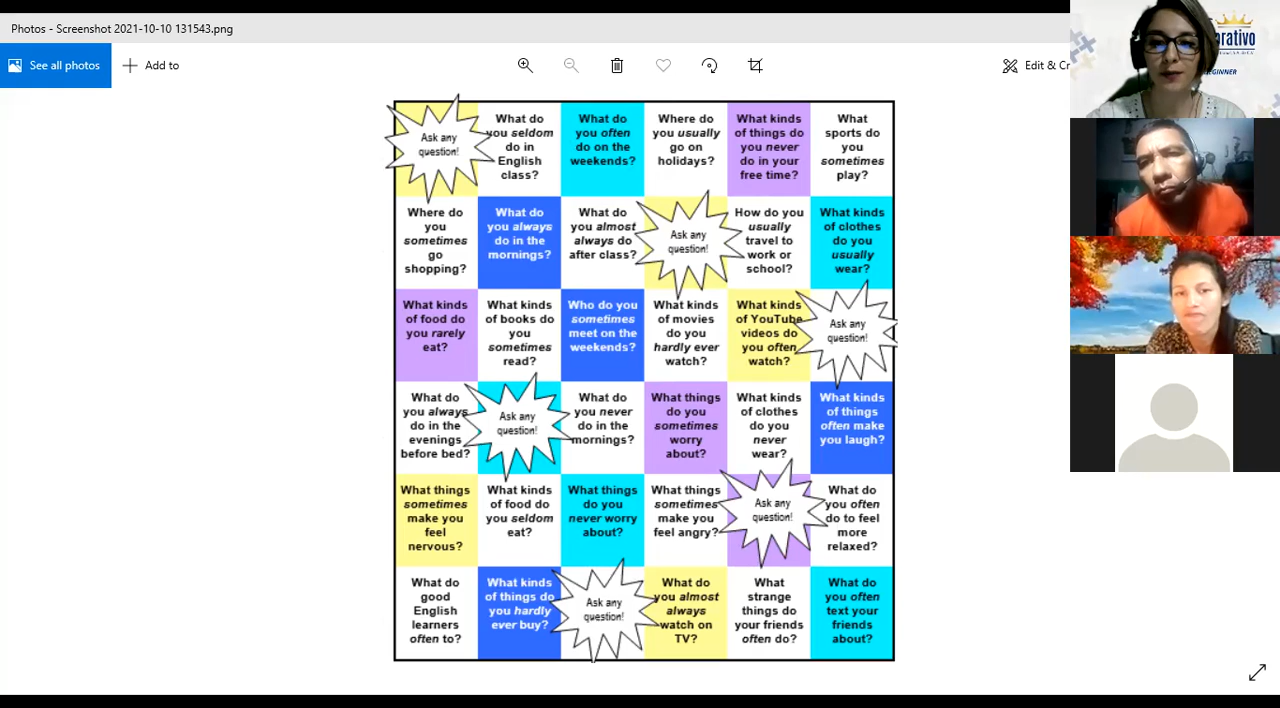 Photos - Screenshot 2021-10-10 131543.png
See all photos
Add to
Edit & Cr
orativo
EGINNER
Ask any
question!
What do
you seldom
do in
English
class?
What do
you often
do on the
weekends?
Where do
you usually
go on
holidays?
What kinds
of things do
you never
do in your
free time?
What
sports do
you
sometimes
play?
Where do
you
sometimes
go
shopping?
What do
you always
do in the
mornings?
What do
you almost
always do
after class?
Ask any
question!
How do you
usually
travel to
work or
school?
What kinds
of clothes
do you
usually
wear?
What kinds
of food do
you rarely
eat?
What kinds
of books do
you
sometimes
read?
Who do you
sometimes
meet on the
weekends?
What kinds
of movies
do you
hardly ever
watch?
What kinds
of YouTube
videos do
you often
watch?
Ask any
question!
What do
you always
do in the
evenings
before bed?
Ask any
question!
What do
you never
do in the
mornings?
What things
do you
sometimes
worry
about?
What kinds
of clothes
do you
never
wear?
What kinds
of things
often make
you laugh?
What things
sometimes
make you
feel
nervous?
What kinds
of food do
you seldom
eat?
What things
do you
never worry
about?
What things
sometimes
make you
feel angry?
Ask any
question!
What do
you often
do to feel
more
relaxed?
What do
good
English
learners
often to?
What kinds
of things do
you hardly
ever buy?
Ask any
question!
What do
you almost
always
watch on
TV?
What
strange
things do
your friends
often do?
What do
you often
text your
friends
about?